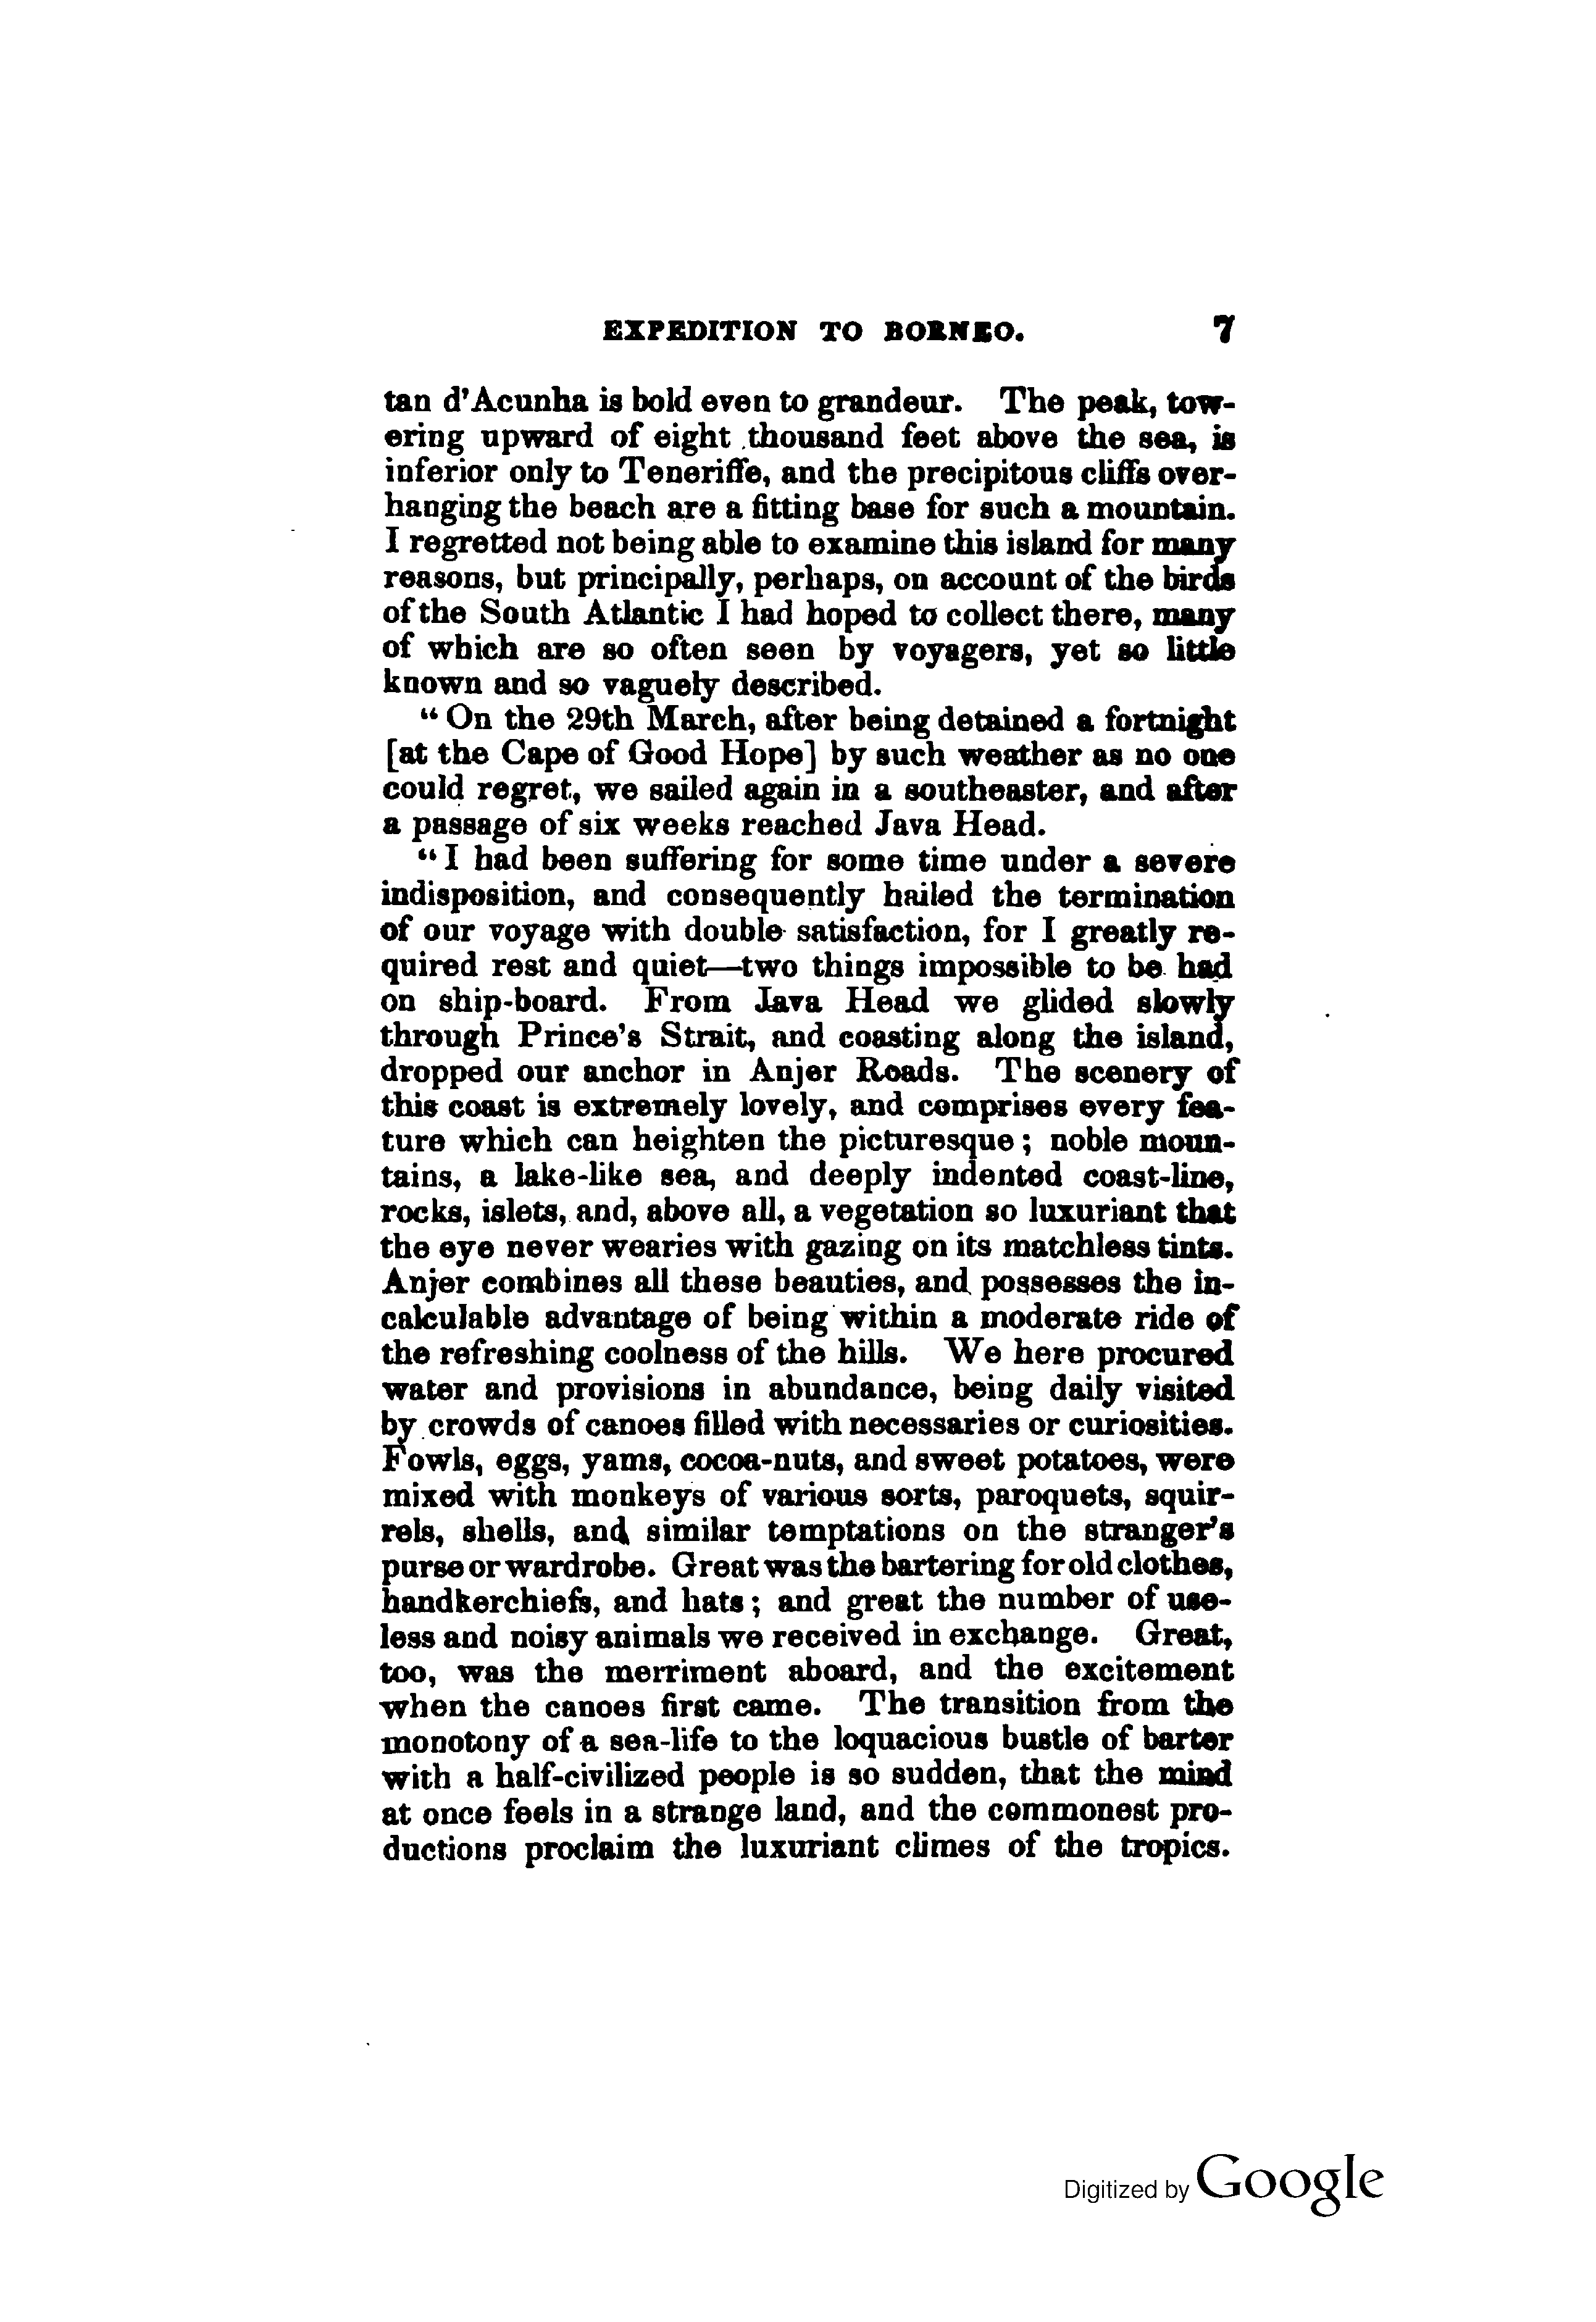 EXPEDITION TO BORNEO. 7
tan d'Acunha is bold even to grandeur. The peak, tow-
ering upward of eight thousand feet above the sea, is
inferior only to Teneriffe, and the precipitous cliffs over-
hanging the beach are a fitting base for such a mountain.
I regretted not being able to examine this island for many
reasons, but principally, perhaps, on account of the birds
of the South Atlantic I had hoped to collect there, many
of which are so often seen by voyagers, yet so little
known and so vaguely described.
“ On the 29th March, after being detained a fortnight
[at the Cape of Good Hope] by such weather as no one
could regret, we sailed again in a southeaster, and after
a passage of six weeks reached Java Head.
“ I had been suffering for some time under a severe
indisposition, and consequently hailed the termination
of our voyage with double satisfaction, for I greatly re-
quired rest and quiet—two things impossible to be had
on ship-board. From Java Head we glided slowly
through Prince's Strait, and coasting along the island,
dropped our anchor in Anjer Roads. The scenery of
this coast is extremely lovely, and comprises every fea-
ture which can heighten the picturesque; noble moun-
tains, a lake-like sea, and deeply indented coast-line,
rocks, islets, and, above all, a vegetation so luxuriant that
the eye never wearies with gazing on its matchless tints.
Anjer combines all these beauties, and possesses the in-
calculable advantage of being within a moderate ride of
the refreshing coolness of the hills. We here procured
water and provisions in abundance, being daily visited
by crowds of canoes filled with necessaries or curiosities.
Fowls, eggs, yams, cocoa-nuts, and sweet potatoes, were
mixed with monkeys of various sorts, paroquets, squir-
rels, shells, and similar temptations on the stranger's
purse or wardrobe. Great was the bartering for old clothes,
handkerchiefs, and hats; and great the number of use-
less and noisy animals we received in exchange. Great,
too, was the merriment aboard, and the excitement
when the canoes first came. The transition from the
monotony of a sea-life to the loquacious bustle of barter
with a half-civilized people is so sudden, that the mind
at once feels in a strange land, and the commonest pro-
ductions proclaim the luxuriant climes of the tropics.
Digitized by Google